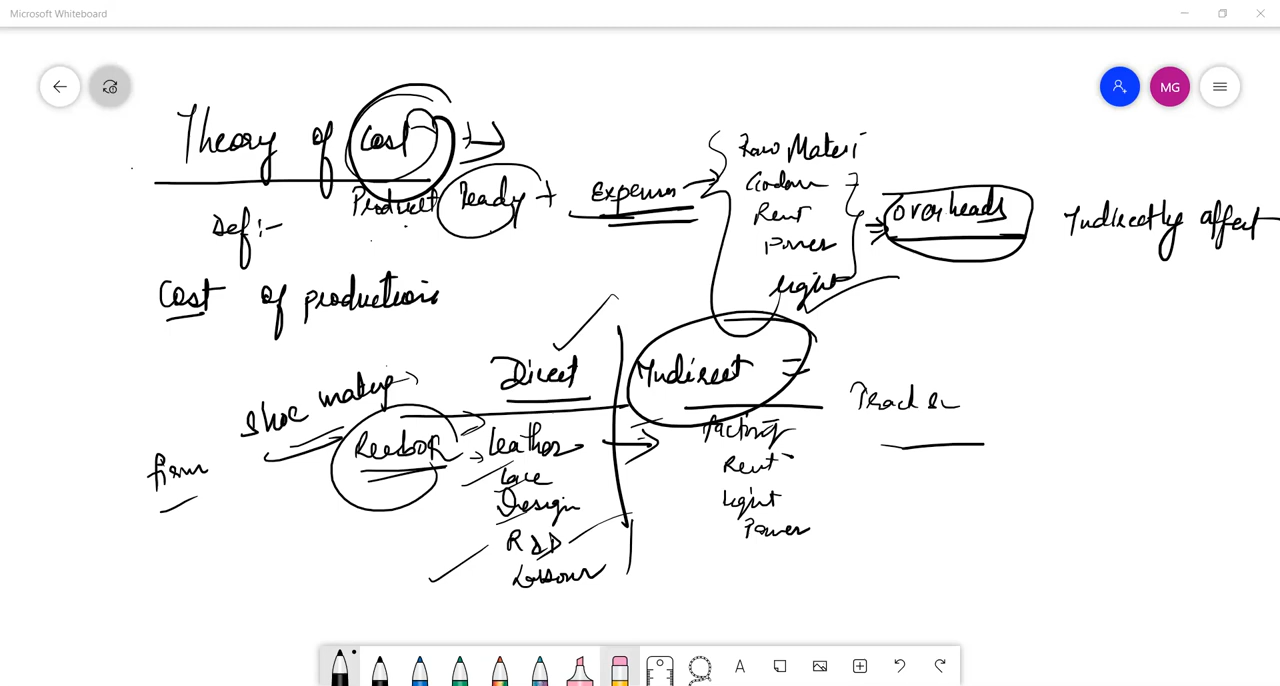 Microsoft Whiteboard
MG
Theory of Cost
Product Ready + Expenses
Raw Materi
Godown
Rent
Power
Light
Overheads
Indirectly affect
Def:-
Cost of production
Direct
Indirect =
Shoe making
Reebok
firm
Leather
Lace
Design
R&D
Labour
Factory
Rent
Light
Power
A